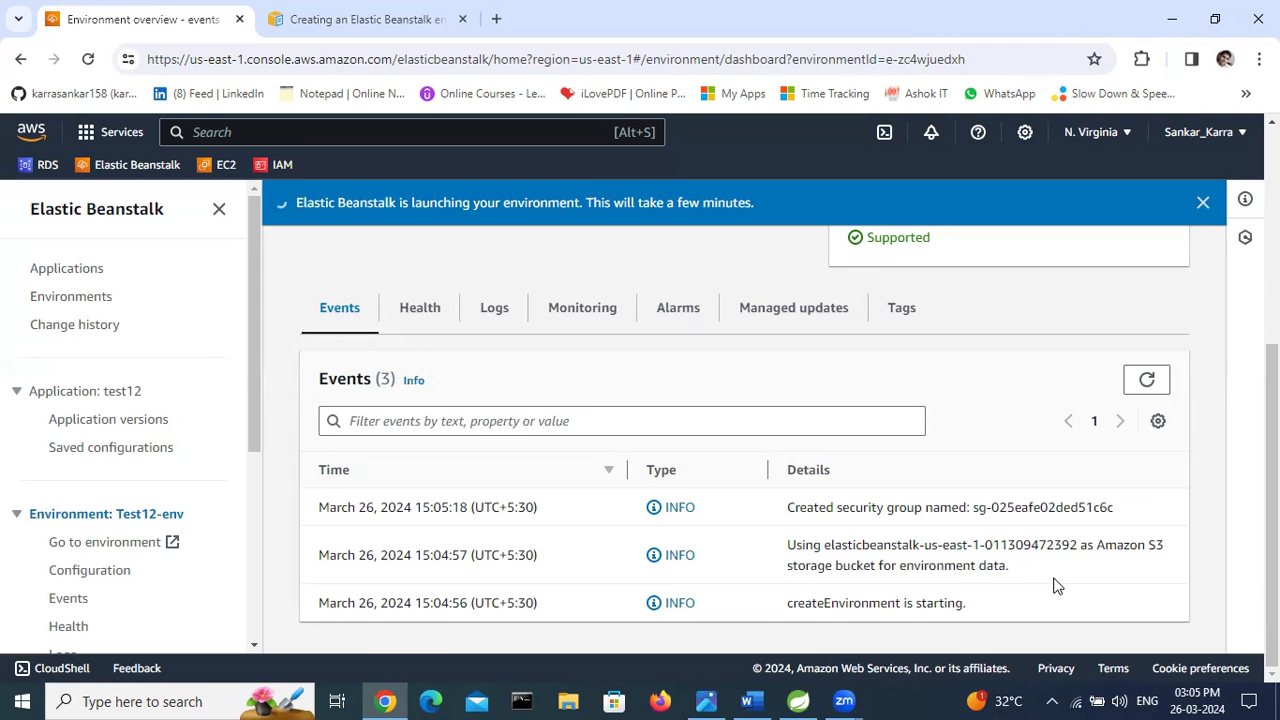 Environment overview - events
Creating an Elastic Beanstalk en
https://us-east-1.console.aws.amazon.com/elasticbeanstalk/home?region=us-east-1#/environment/dashboard?environmentId=e-zc4wjuedxh
karrasankar158 (kar...
(8) Feed | LinkedIn
Notepad | Online N...
Online Courses - Le...
iLovePDF | Online P...
My Apps
Time Tracking
Ashok IT
WhatsApp
Slow Down & Spee...
aws
Services
Search
[Alt+S]
N. Virginia
Sankar_Karra
RDS
Elastic Beanstalk
EC2
IAM
Elastic Beanstalk
Applications
Environments
Change history
Application: test12
Application versions
Saved configurations
Environment: Test12-env
Go to environment
Configuration
Events
Health
Elastic Beanstalk is launching your environment. This will take a few minutes.
Supported
Events
Health
Logs
Monitoring
Alarms
Managed updates
Tags
Events (3) Info
Filter events by text, property or value
1
Time Type Details
March 26, 2024 15:05:18 (UTC+5:30) INFO Created security group named: sg-025eafe02ded51c6c
March 26, 2024 15:04:57 (UTC+5:30) INFO Using elasticbeanstalk-us-east-1-011309472392 as Amazon S3
storage bucket for environment data.
March 26, 2024 15:04:56 (UTC+5:30) INFO createEnvironment is starting.
CloudShell
Feedback
© 2024, Amazon Web Services, Inc. or its affiliates.
Privacy
Terms
Cookie preferences
Type here to search
zm
1
32°C
ENG
03:05 PM
26-03-2024